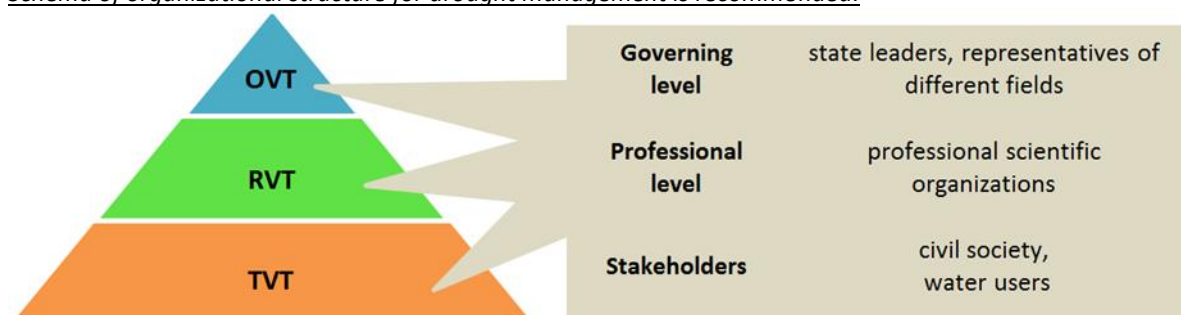 Schema of organizational structure for drought management is recommended:
OVT
RVT
TVT
Governing
level
state leaders, representatives of
different fields
Professional
level
professional scientific
organizations
Stakeholders
civil society,
water users